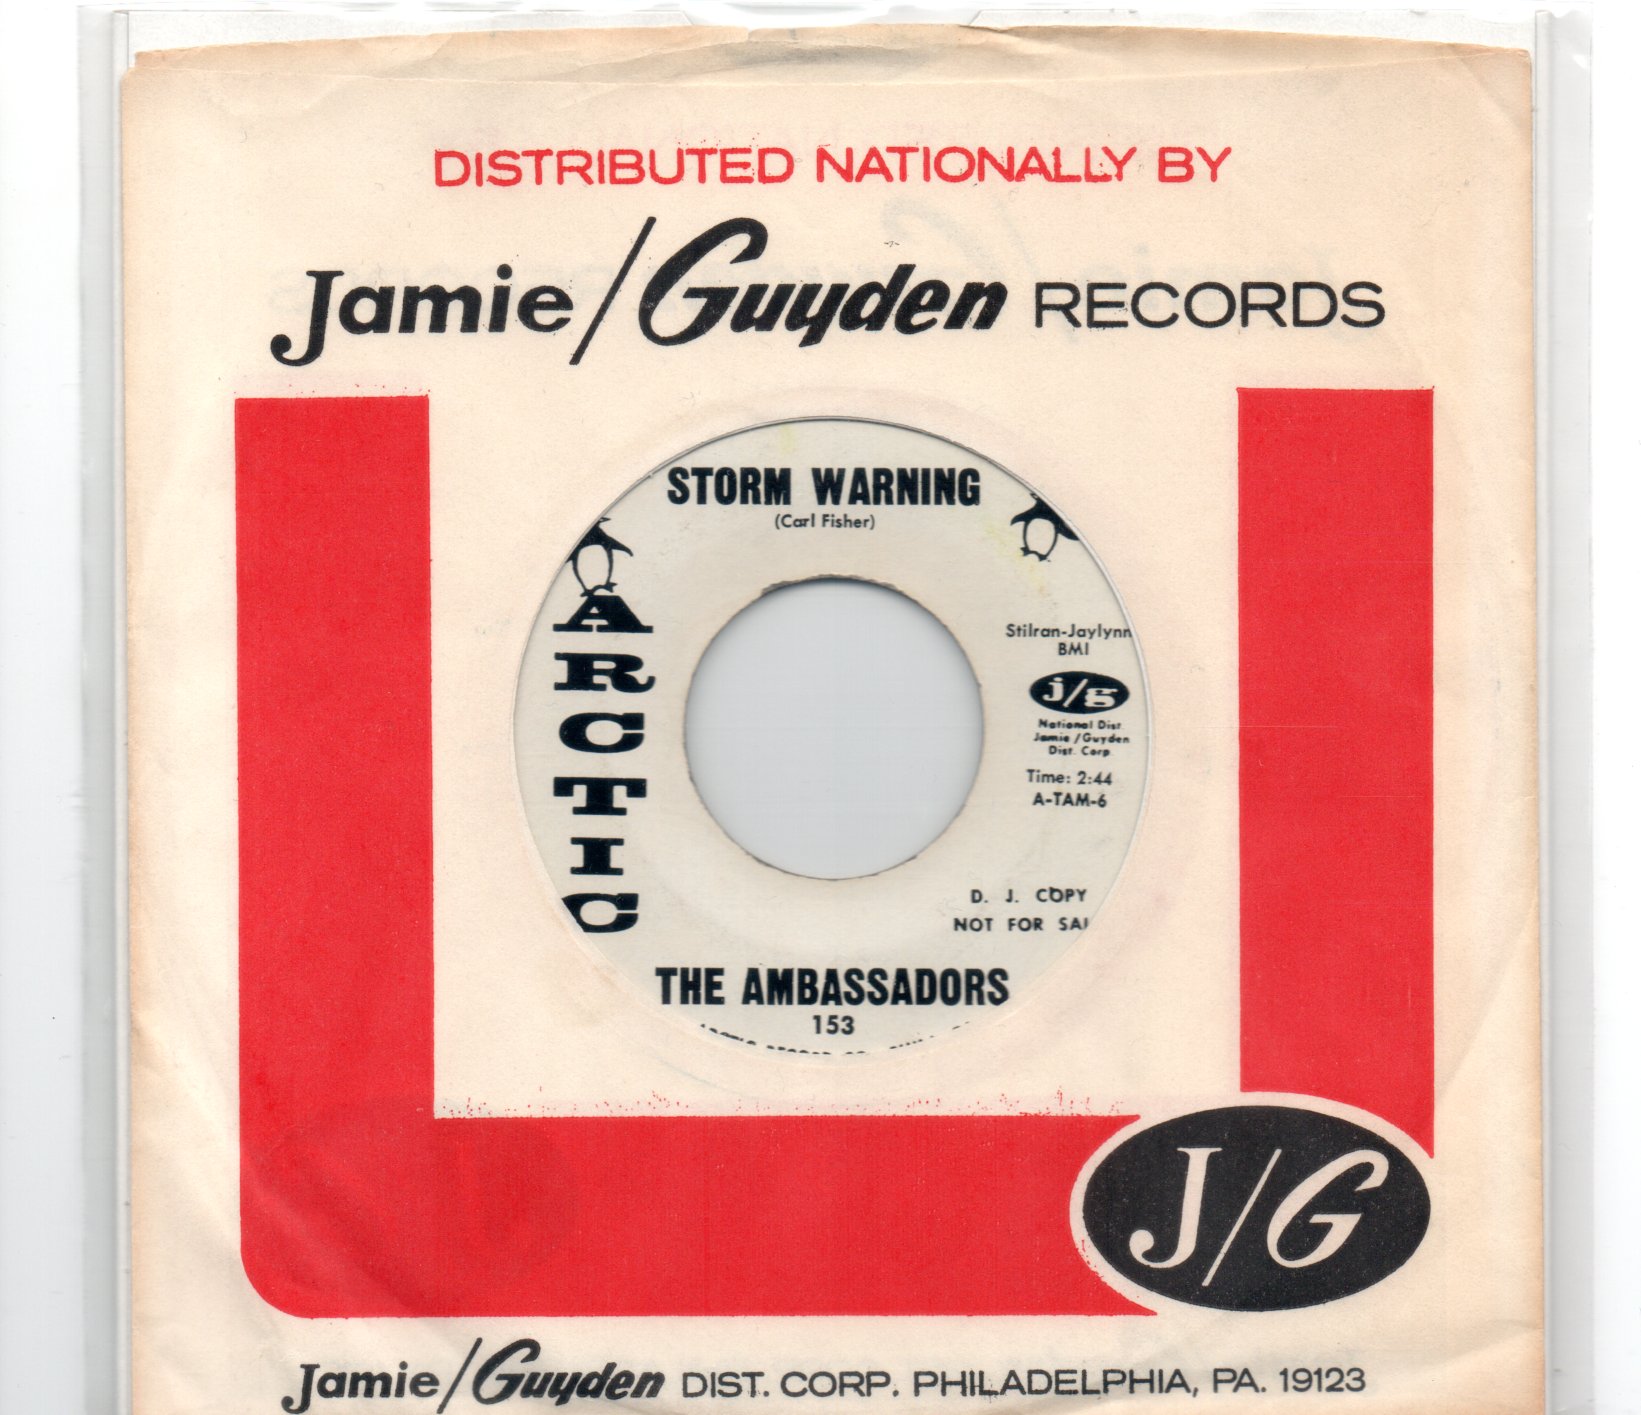 DISTRIBUTED NATIONALLY BY
Jamie/Guyden RECORDS
STORM WARNING
(Carl Fisher)
ARCTIC
Stilran-Jaylynn
BMI
j/g
National Dist.
Jamie/Guyden
Dist. Corp.
Time: 2:44
A-TAM-6
D. J. COPY
NOT FOR SAL
THE AMBASSADORS
153
J/G
Jamie/Guyden DIST. CORP. PHILADELPHIA, PA. 19123